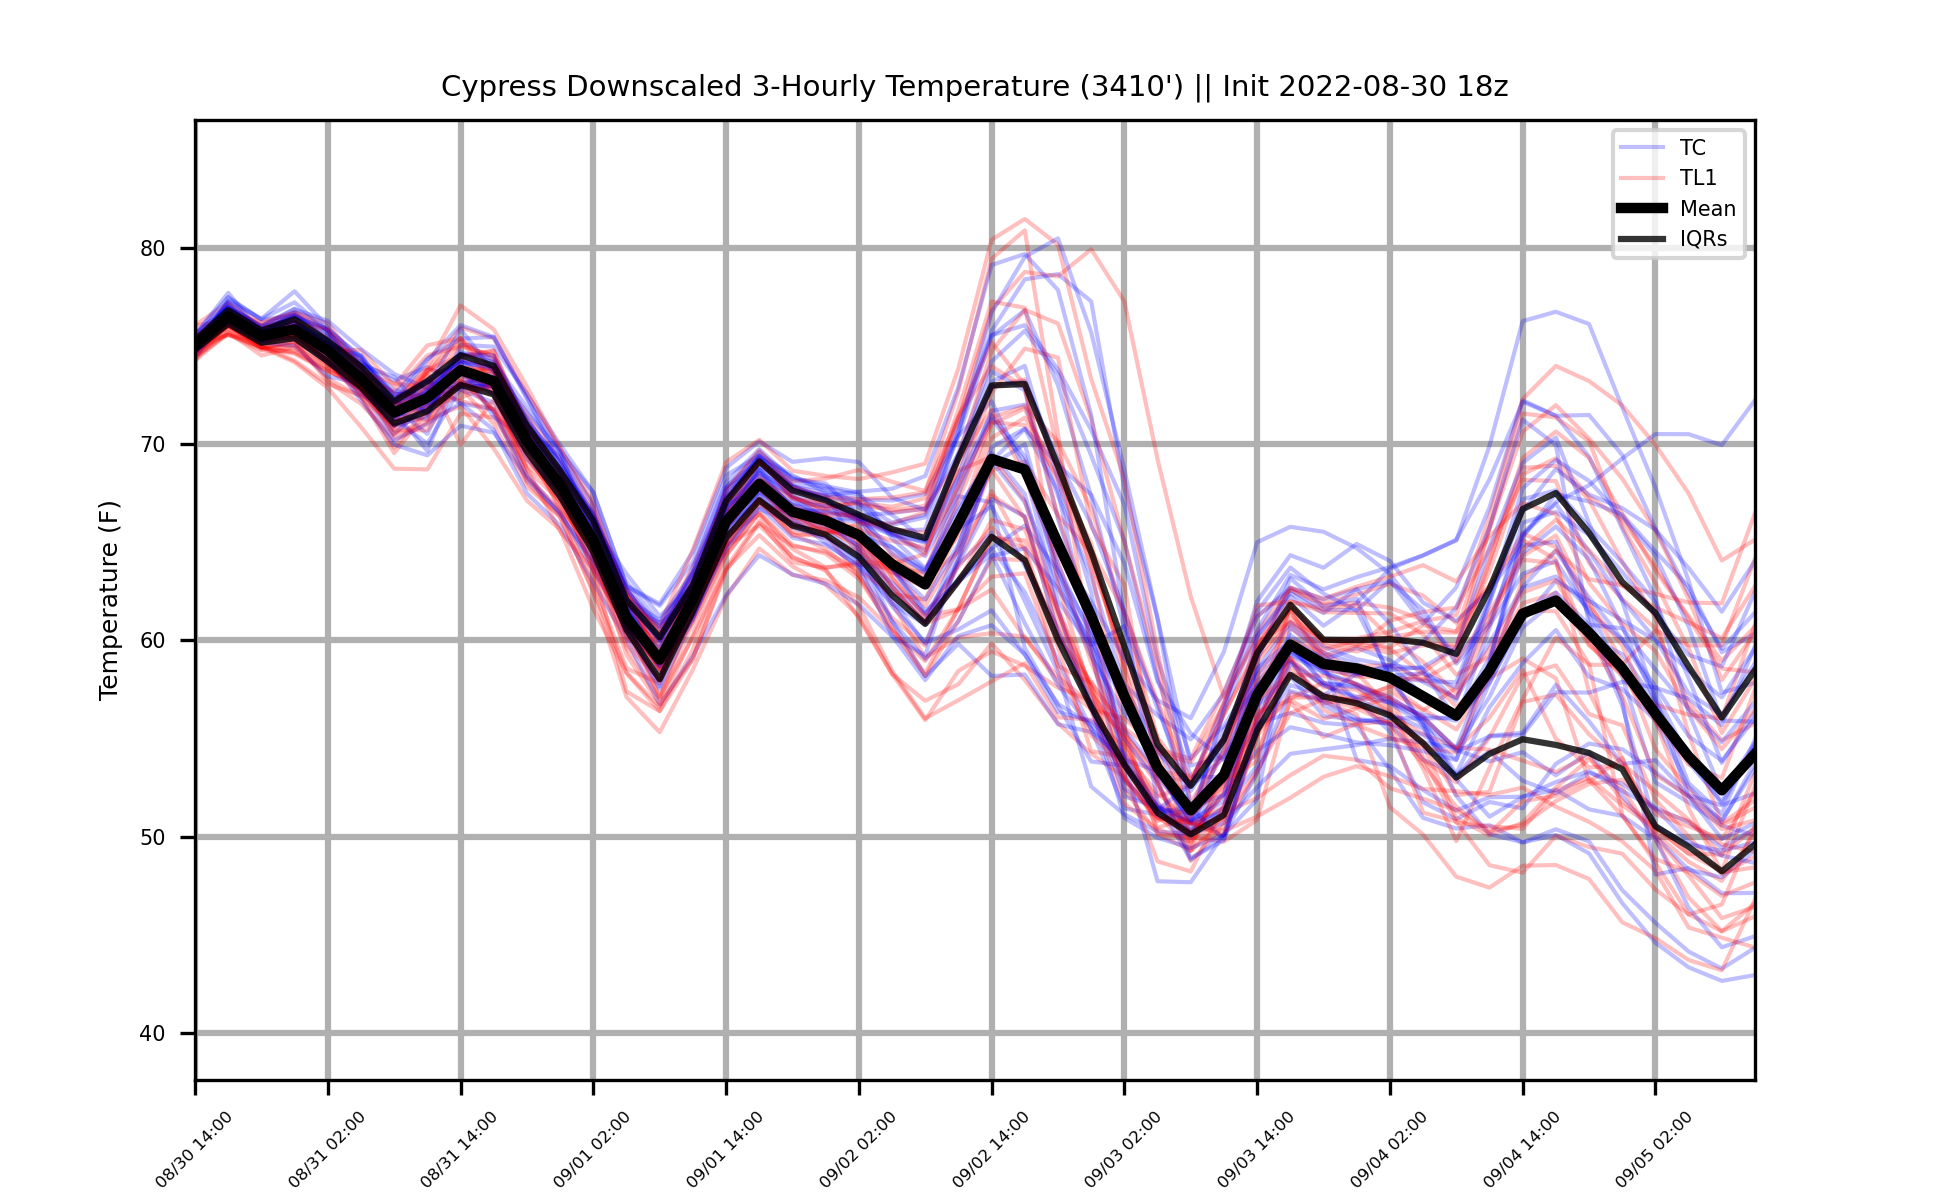 Cypress Downscaled 3-Hourly Temperature (3410') || Init 2022-08-30 18z
TC
TL1
Mean
IQRs
Temperature (F)
80
70
60
50
40
08/30 14:00
08/31 02:00
08/31 14:00
09/01 02:00
09/01 14:00
09/02 02:00
09/02 14:00
09/03 02:00
09/03 14:00
09/04 02:00
09/04 14:00
09/05 02:00